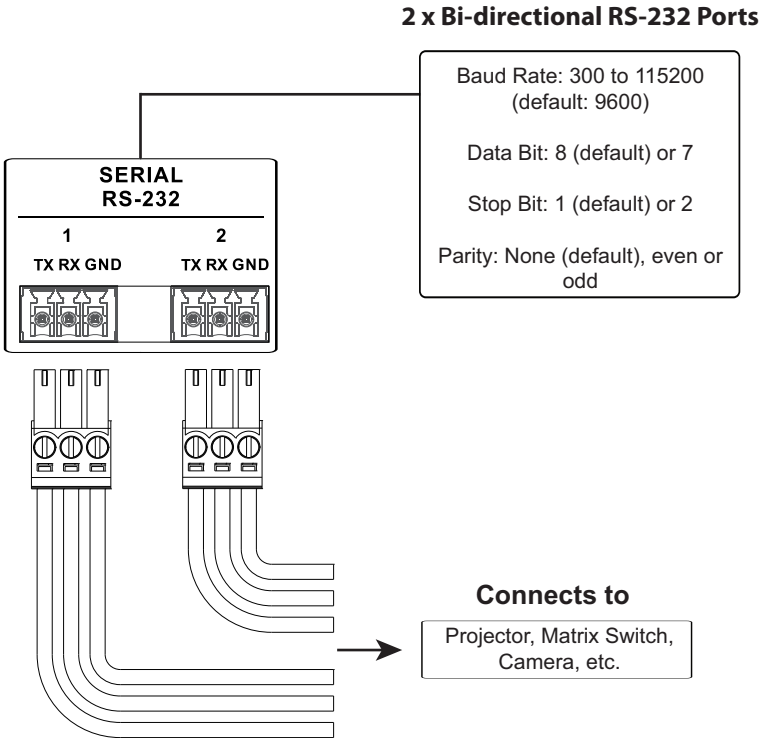 2 x Bi-directional RS-232 Ports
Baud Rate: 300 to 115200
(default: 9600)
Data Bit: 8 (default) or 7
Stop Bit: 1 (default) or 2
Parity: None (default), even or
odd
SERIAL
RS-232
1 2
TX RX GND TX RX GND
Connects to
Projector, Matrix Switch,
Camera, etc.